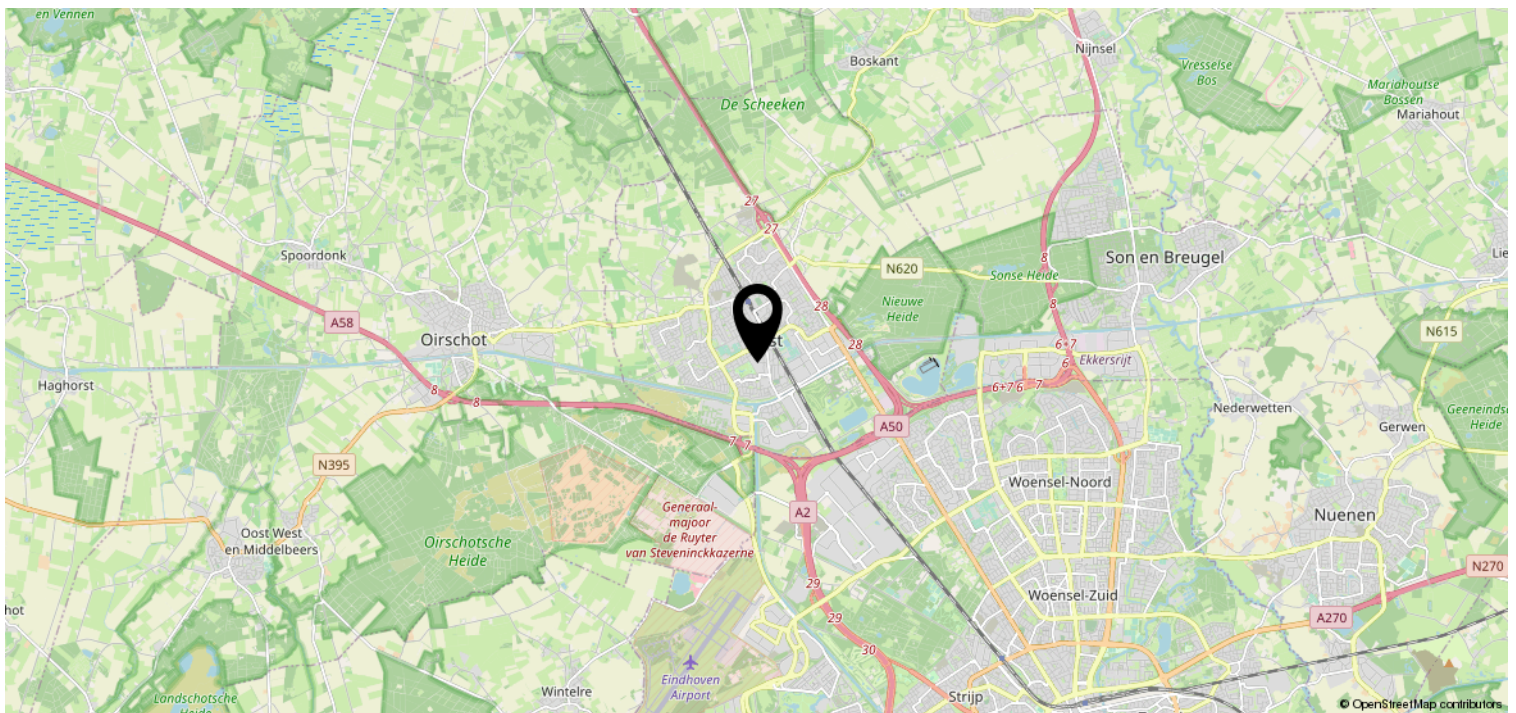 en Vennen
Nijnsel
Boskant
Vresselse
Bos
Mariahoutse
Bossen
Mariahout
De Scheeken
27
27
Spoordonk
Son en Breugel
N620
Sonse Heide
8
8
Nieuwe
Heide
28
28
A58
Oirschot
st
N615
6+7
Ekkersrijt
6
6+7
6
7
Haghorst
8
8
Nederwetten
Gerwen
Heide
A50
7
7
N395
Woensel-Noord
A2
Generaal-
majoor
de Ruyter
van Steveninckkazerne
Nuenen
Oost West
en Middelbeers
Oirschotsche
Heide
N270
29
29
Woensel-Zuid
A270
hot
30
Eindhoven
Airport
Wintelre
Strijp
Landschotsche
Heide
© OpenStreetMap contributors